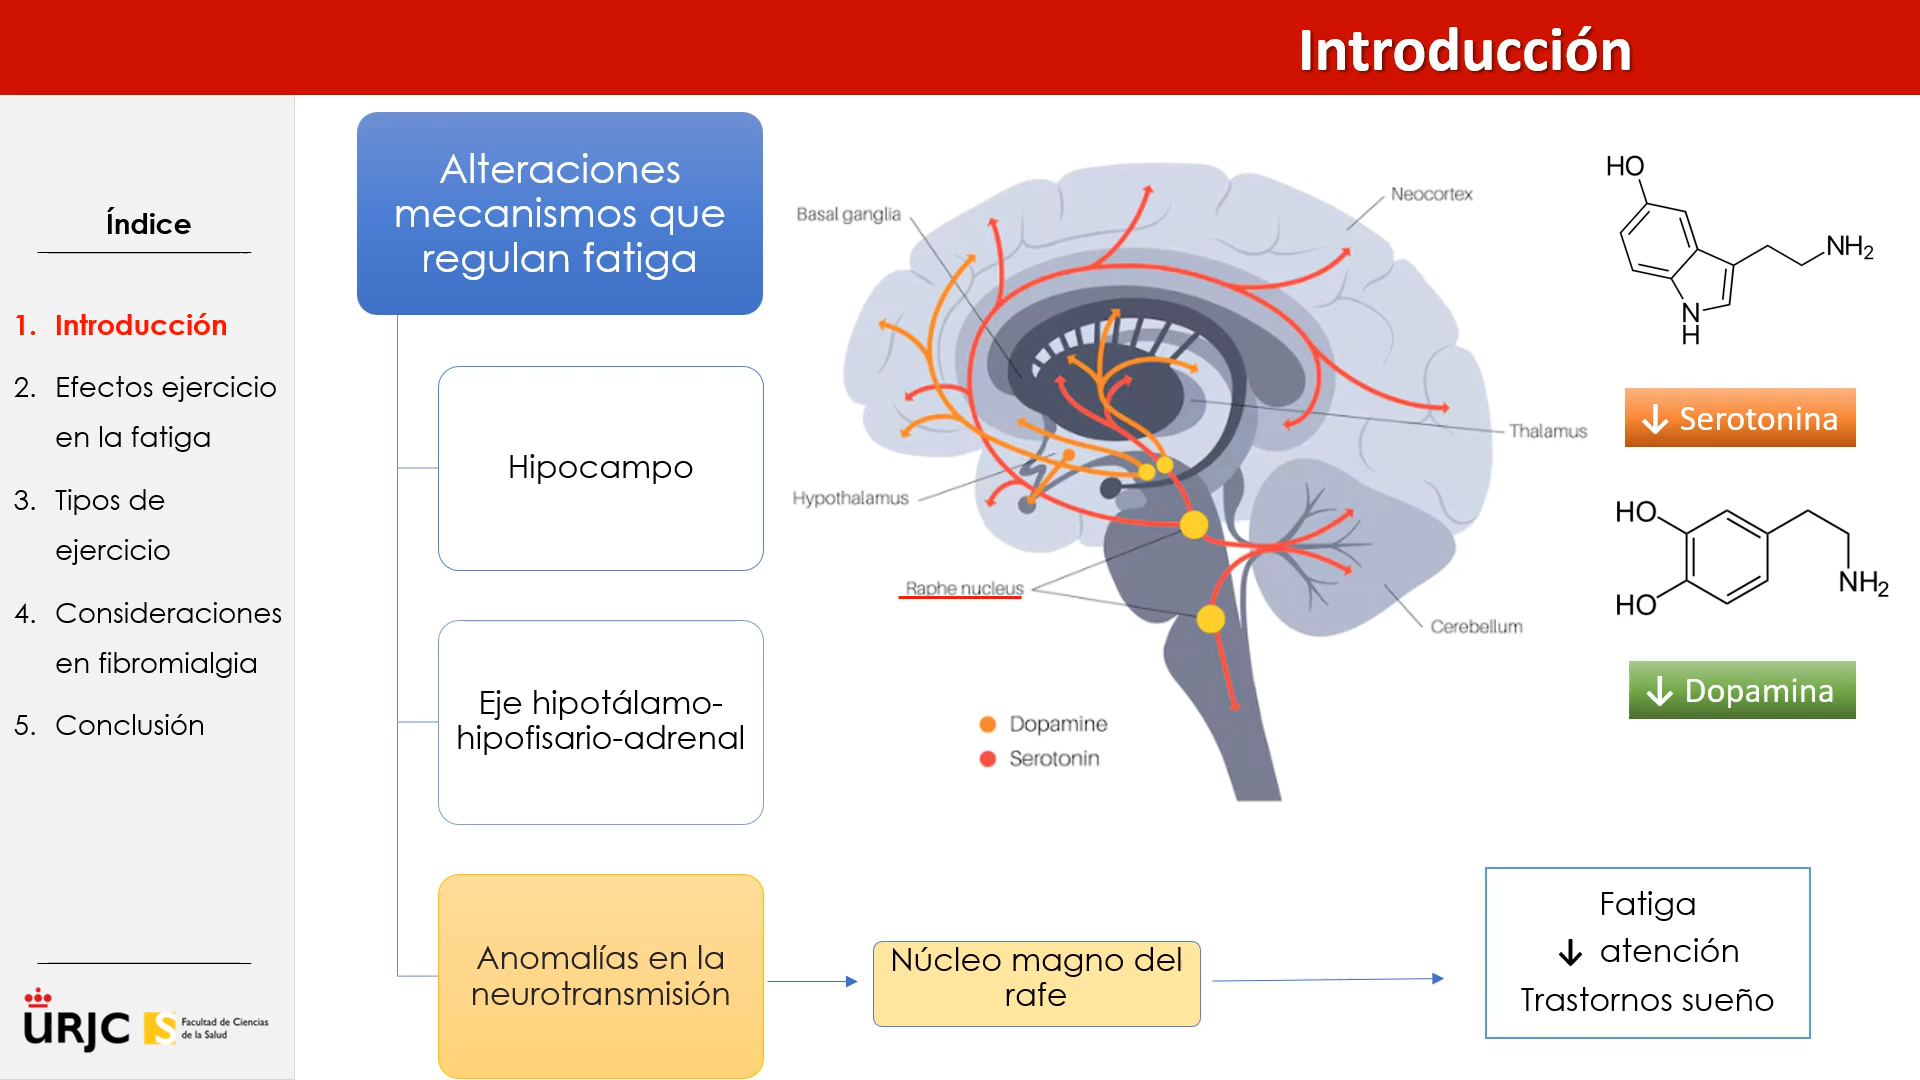 Introducción
Índice
1. Introducción
2. Efectos ejercicio
en la fatiga
3. Tipos de
ejercicio
4. Consideraciones
en fibromialgia
5. Conclusión
URJC
S
Facultad de Ciencias
de la Salud
Alteraciones
mecanismos que
regulan fatiga
Hipocampo
Eje hipotálamo-
hipofisario-adrenal
Anomalías en la
neurotransmisión
Núcleo magno del
rafe
Fatiga
↓ atención
Trastornos sueño
Basal ganglia
Neocortex
Thalamus
Hypothalamus
Raphe nucleus
Cerebellum
Dopamine
Serotonin
HO
NH2
N
H
↓ Serotonina
HO
HO
NH2
↓ Dopamina